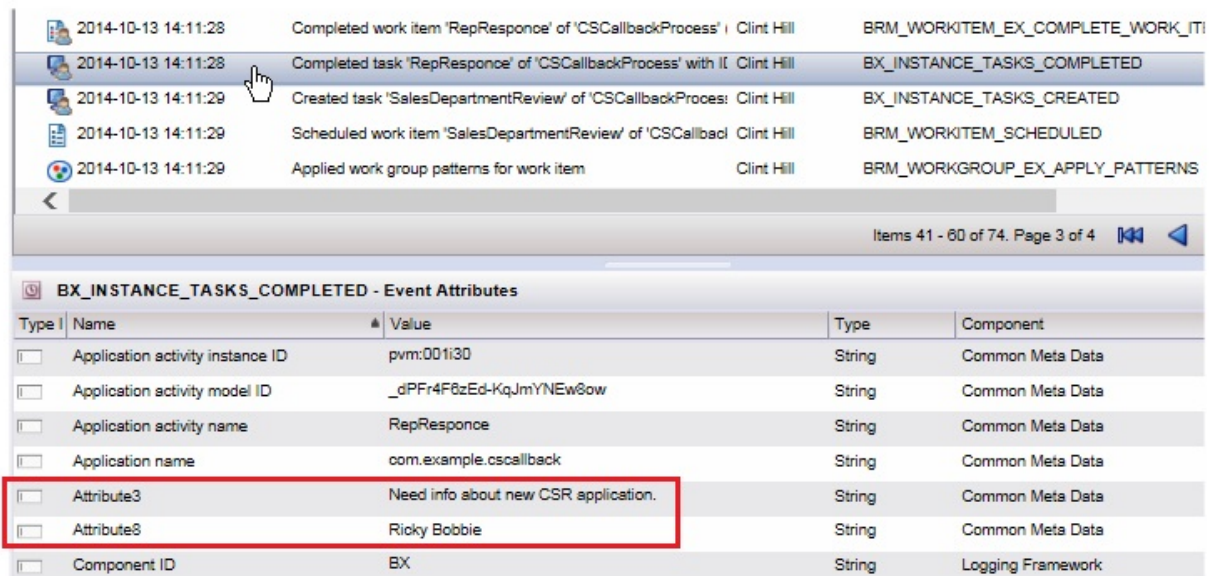 2014-10-13 14:11:28 Completed work item 'RepResponce' of 'CSCallbackProcess' Clint Hill BRM_WORKITEM_EX_COMPLETE_WORK_IT
2014-10-13 14:11:28 Completed task 'RepResponce' of 'CSCallbackProcess' with Clint Hill BX_INSTANCE_TASKS_COMPLETED
2014-10-13 14:11:29 Created task 'SalesDepartmentReview' of 'CSCallbackProces Clint Hill BX_INSTANCE_TASKS_CREATED
2014-10-13 14:11:29 Scheduled work item 'SalesDepartmentReview' of 'CSCallbac Clint Hill BRM_WORKITEM_SCHEDULED
2014-10-13 14:11:29 Applied work group patterns for work item Clint Hill BRM_WORKGROUP_EX_APPLY_PATTERNS
Items 41 - 60 of 74. Page 3 of 4
BX_INSTANCE_TASKS_COMPLETED - Event Attributes
Type Name Value Type Component
Application activity instance ID pvm:001i30 String Common Meta Data
Application activity model ID _dPFr4F6zEd-KqJmYNEw8ow String Common Meta Data
Application activity name RepResponce String Common Meta Data
Application name com.example.cscallback String Common Meta Data
Attribute3 Need info about new CSR application. String Common Meta Data
Attribute8 Ricky Bobbie String Common Meta Data
Component ID BX String Logging Framework